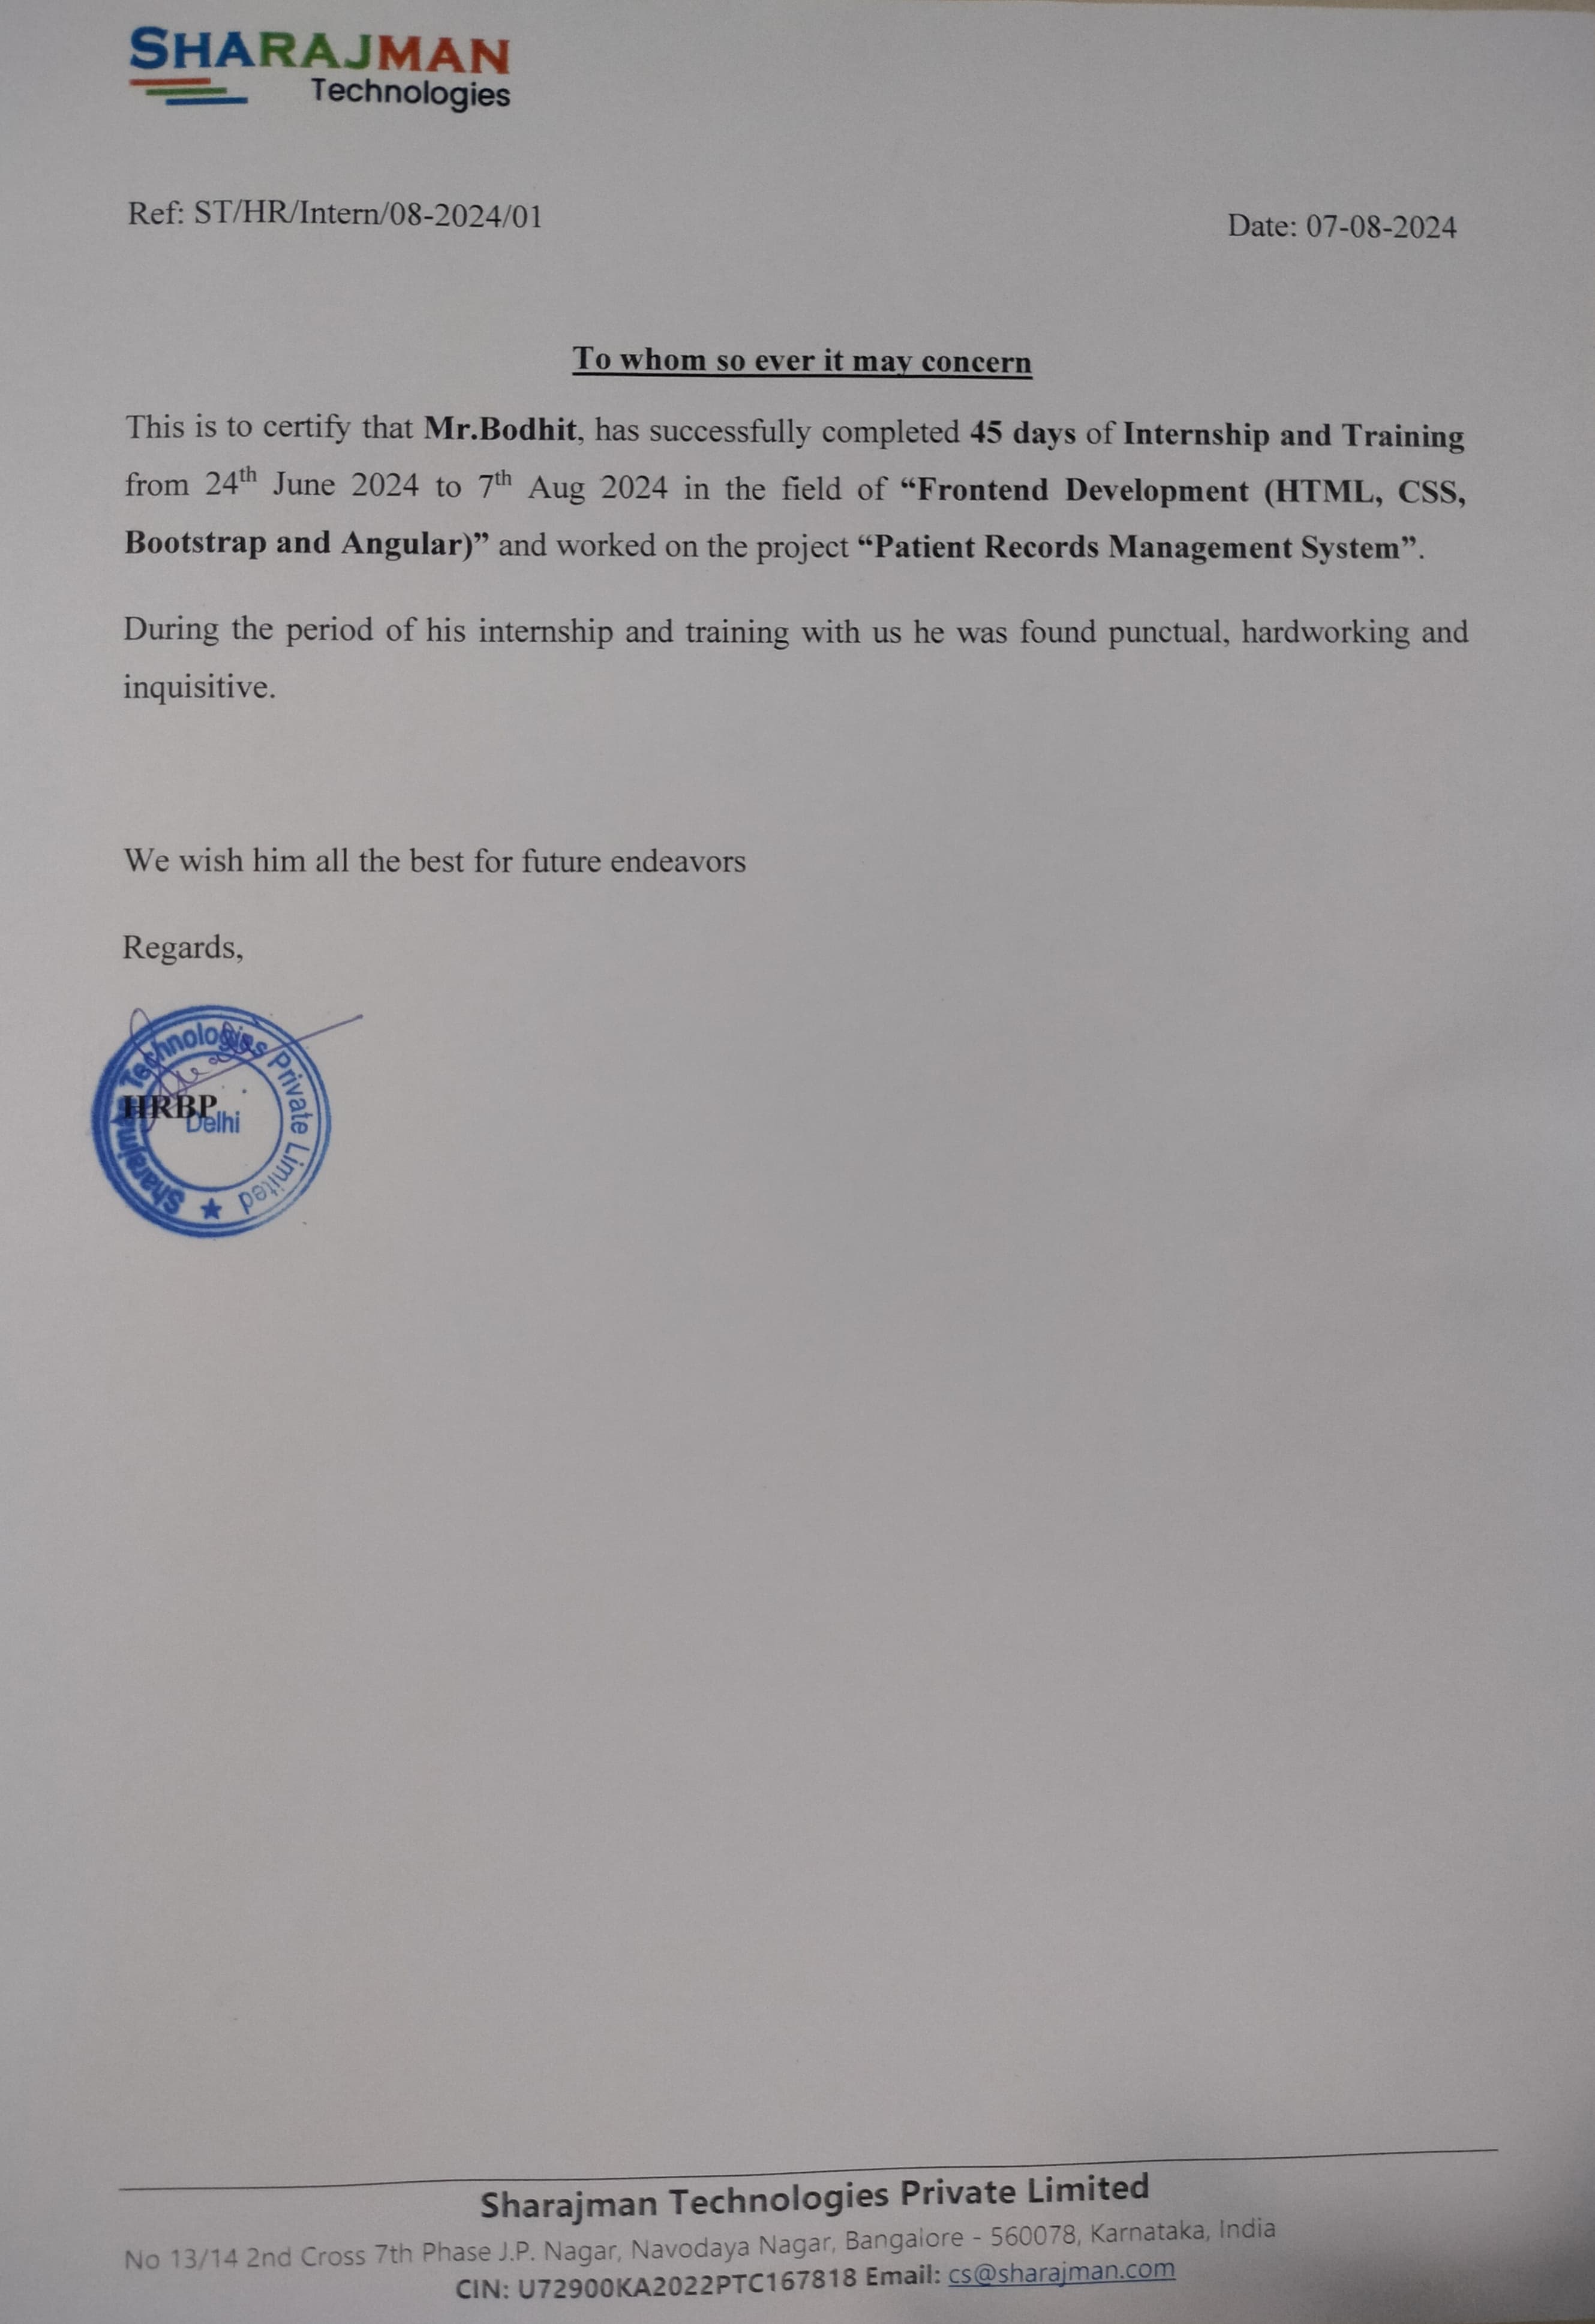 SHARAJMAN
Technologies
Ref: ST/HR/Intern/08-2024/01
Date: 07-08-2024
To whom so ever it may concern
This is to certify that Mr.Bodhit, has successfully completed 45 days of Internship and Training
from 24th June 2024 to 7th Aug 2024 in the field of “Frontend Development (HTML, CSS,
Bootstrap and Angular)” and worked on the project “Patient Records Management System”.
During the period of his internship and training with us he was found punctual, hardworking and
inquisitive.
We wish him all the best for future endeavors
Regards,
Sharajman Technologies Private Limited ★
HRBP
Delhi
Sharajman Technologies Private Limited
No 13/14 2nd Cross 7th Phase J.P. Nagar, Navodaya Nagar, Bangalore - 560078, Karnataka, India
CIN: U72900KA2022PTC167818 Email: cs@sharajman.com